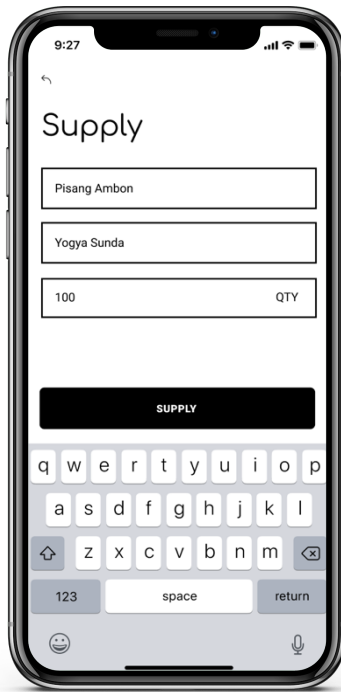 9:27
Supply
Pisang Ambon
Yogya Sunda
100 QTY
SUPPLY
q w e r t y u i o p
a s d f g h j k l
z x c v b n m
123 space return